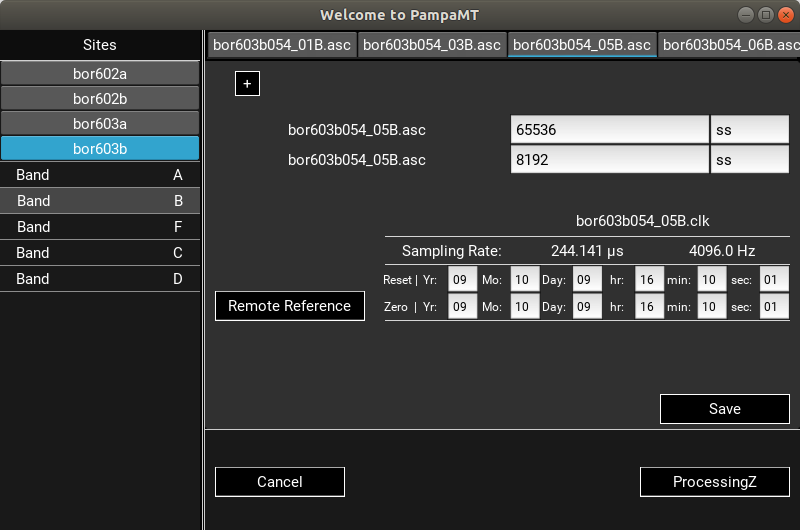 Welcome to PampaMT
Sites
bor602a
bor602b
bor603a
bor603b
Band A
Band B
Band F
Band C
Band D
bor603b054_01B.asc bor603b054_03B.asc bor603b054_05B.asc bor603b054_06B.asc
+
bor603b054_05B.asc 65536 ss
bor603b054_05B.asc 8192 ss
bor603b054_05B.clk
Sampling Rate: 244.141 µs 4096.0 Hz
Reset | Yr: 09 Mo: 10 Day: 09 hr: 16 min: 10 sec: 01
Zero | Yr: 09 Mo: 10 Day: 09 hr: 16 min: 10 sec: 01
Remote Reference
Save
Cancel ProcessingZ